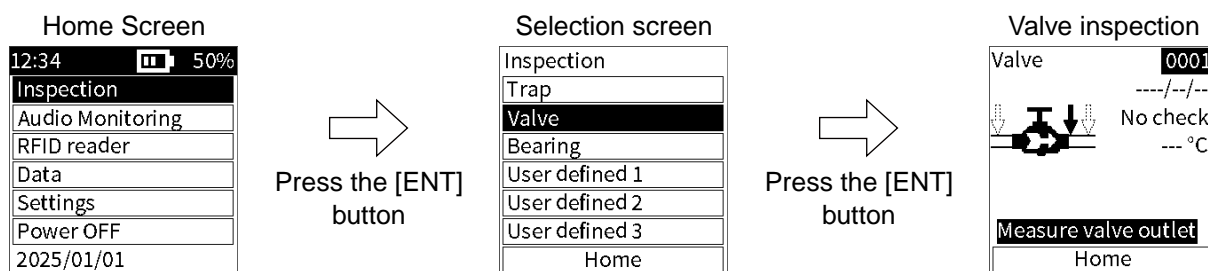 Home Screen
12:34 50%
Inspection
Audio Monitoring
RFID reader
Data
Settings
Power OFF
2025/01/01
Press the [ENT]
button
Selection screen
Inspection
Trap
Valve
Bearing
User defined 1
User defined 2
User defined 3
Home
Press the [ENT]
button
Valve inspection
Valve 0001
----/--/--
No check
--- °C
Measure valve outlet
Home